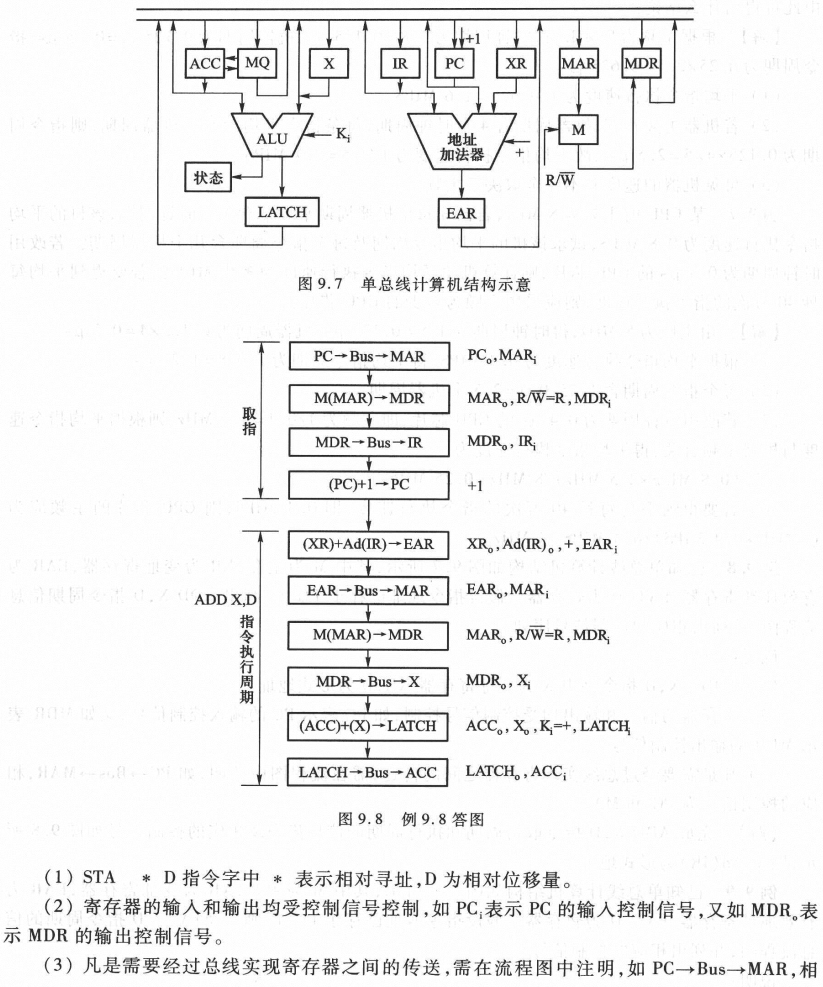 +1
ACC MQ X IR PC XR MAR MDR
ALU
K_i
地址
加法器
+
M
R/W̅
状态
LATCH
EAR
图 9.7 单总线计算机结构示意
取指
PC→Bus→MAR PC_o,MAR_i
M(MAR)→MDR MAR_o,R/W̅=R,MDR_i
MDR→Bus→IR MDR_o,IR_i
(PC)+1→PC +1
ADD X,D
指令执行周期
(XR)+Ad(IR)→EAR XR_o,Ad(IR)_o,+,EAR_i
EAR→Bus→MAR EAR_o,MAR_i
M(MAR)→MDR MAR_o,R/W̅=R,MDR_i
MDR→Bus→X MDR_o,X_i
(ACC)+(X)→LATCH ACC_o,X_o,K_i=+,LATCH_i
LATCH→Bus→ACC LATCH_o,ACC_i
图 9.8 例 9.8 答图
(1) STA * D 指令字中 * 表示相对寻址,D 为相对位移量。
(2) 寄存器的输入和输出均受控制信号控制,如 PC_i表示 PC 的输入控制信号,又如 MDR_o表
示 MDR 的输出控制信号。
(3) 凡是需要经过总线实现寄存器之间的传送,需在流程图中注明,如 PC→Bus→MAR,相